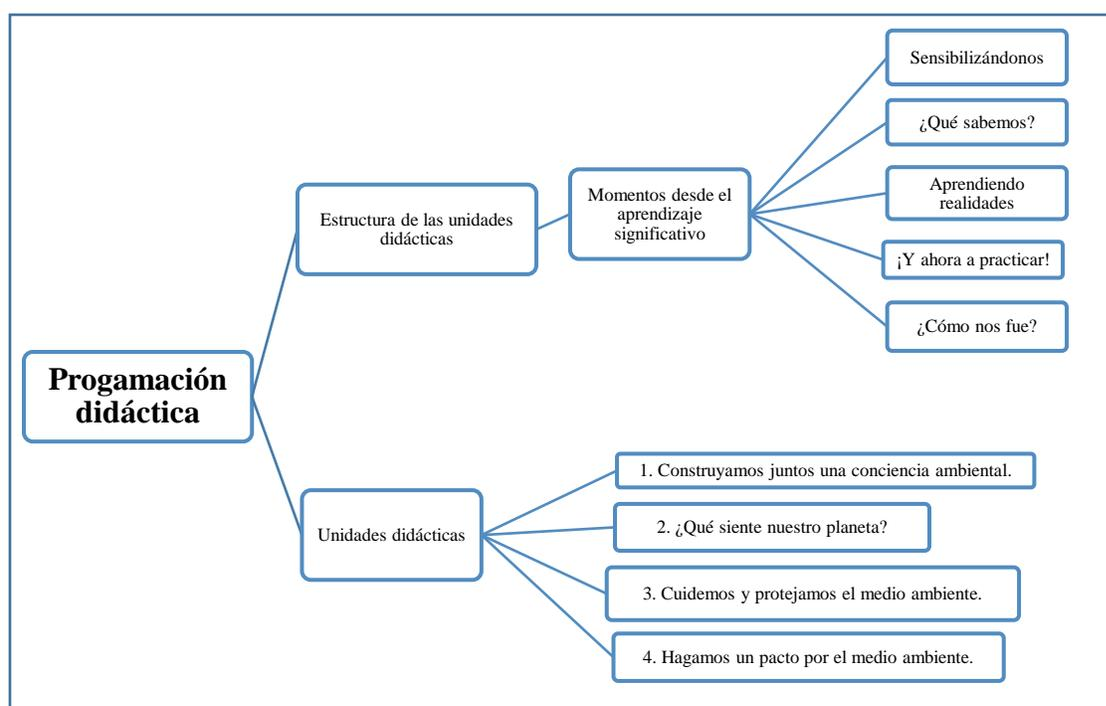 Progamación
didáctica
Estructura de las unidades
didácticas
Momentos desde el
aprendizaje
significativo
Sensibilizándonos
¿Qué sabemos?
Aprendiendo
realidades
¡Y ahora a practicar!
¿Cómo nos fue?
Unidades didácticas
1. Construyamos juntos una conciencia ambiental.
2. ¿Qué siente nuestro planeta?
3. Cuidemos y protejamos el medio ambiente.
4. Hagamos un pacto por el medio ambiente.